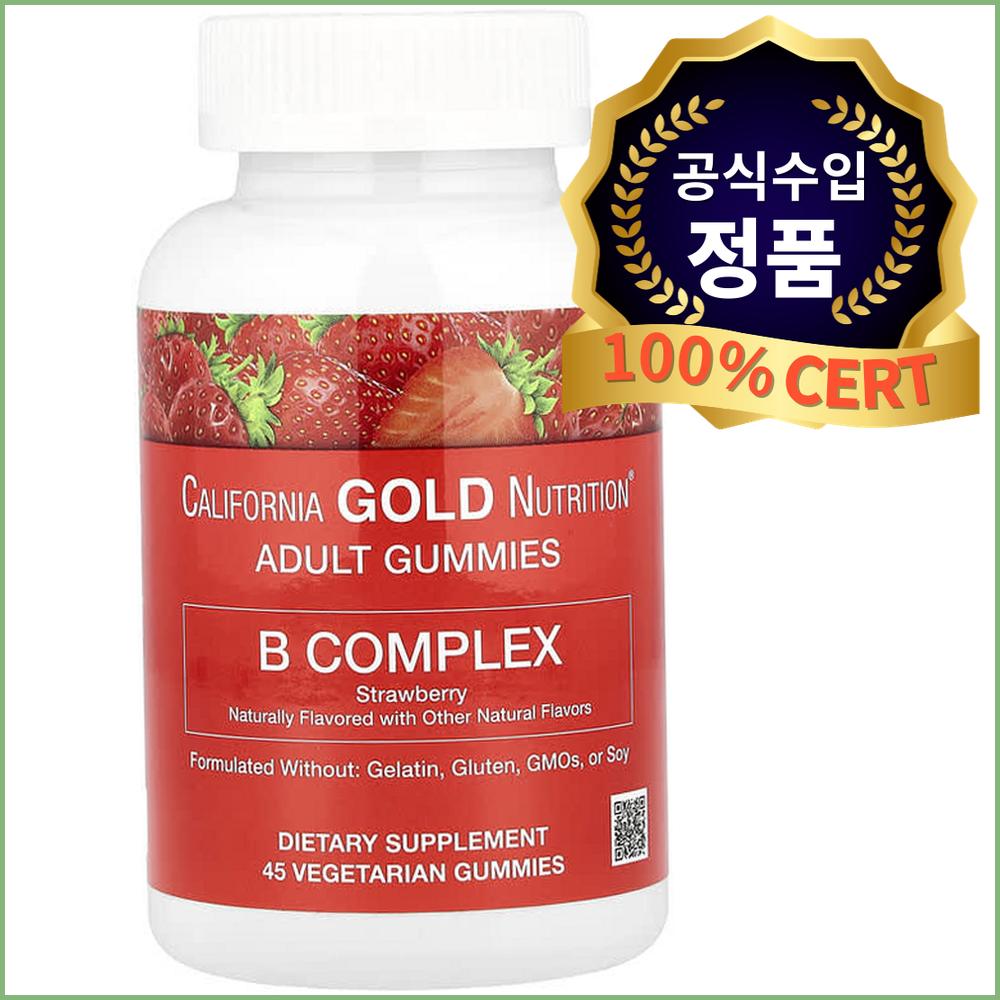 공식수입
정품
100% CERT
CALIFORNIA GOLD NUTRITION®
ADULT GUMMIES
B COMPLEX
Strawberry
Naturally Flavored with Other Natural Flavors
Formulated Without: Gelatin, Gluten, GMOs, or Soy
DIETARY SUPPLEMENT
45 VEGETARIAN GUMMIES